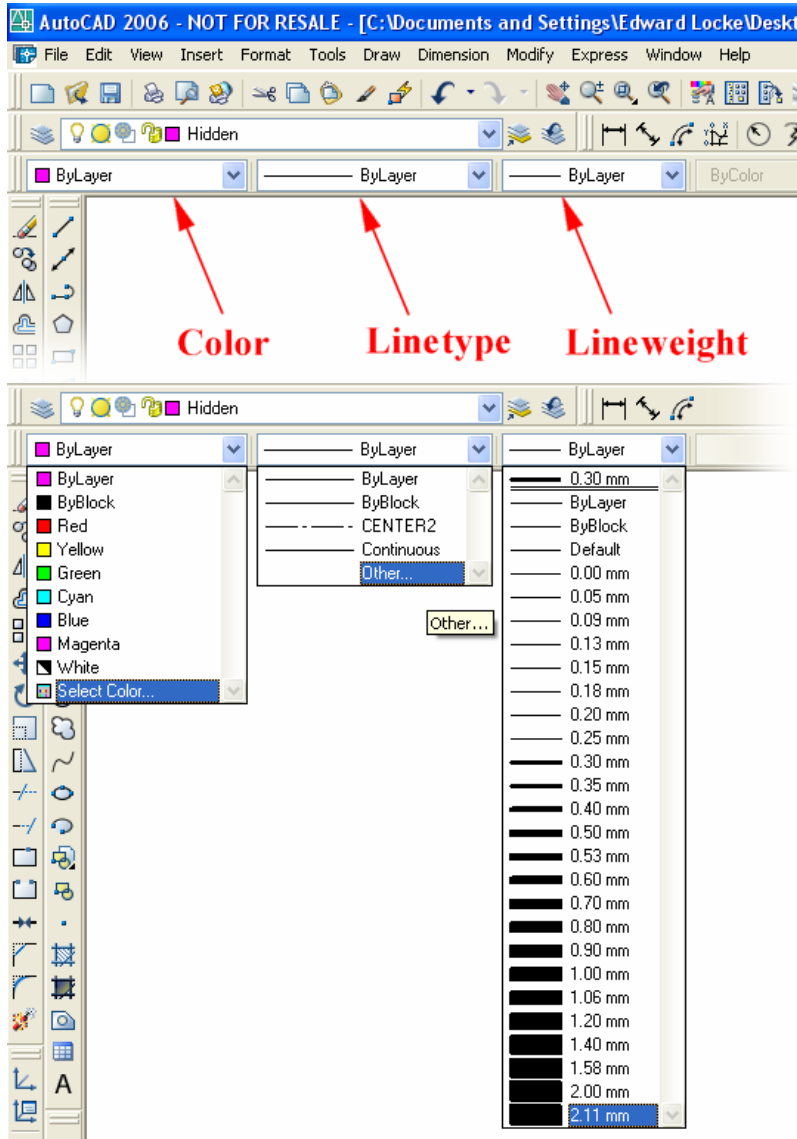 AutoCAD 2006 - NOT FOR RESALE - [C:\Documents and Settings\Edward Locke\Deskt
File Edit View Insert Format Tools Draw Dimension Modify Express Window Help
Hidden
ByLayer ByLayer ByLayer ByColor
Color Linetype Lineweight
Hidden
ByLayer ByLayer ByLayer
ByLayer
ByBlock
Red
Yellow
Green
Cyan
Blue
Magenta
White
Select Color...
ByLayer
ByBlock
CENTER2
Continuous
Other...
Other...
0.30 mm
ByLayer
ByBlock
Default
0.00 mm
0.05 mm
0.09 mm
0.13 mm
0.15 mm
0.18 mm
0.20 mm
0.25 mm
0.30 mm
0.35 mm
0.40 mm
0.50 mm
0.53 mm
0.60 mm
0.70 mm
0.80 mm
0.90 mm
1.00 mm
1.06 mm
1.20 mm
1.40 mm
1.58 mm
2.00 mm
2.11 mm
A